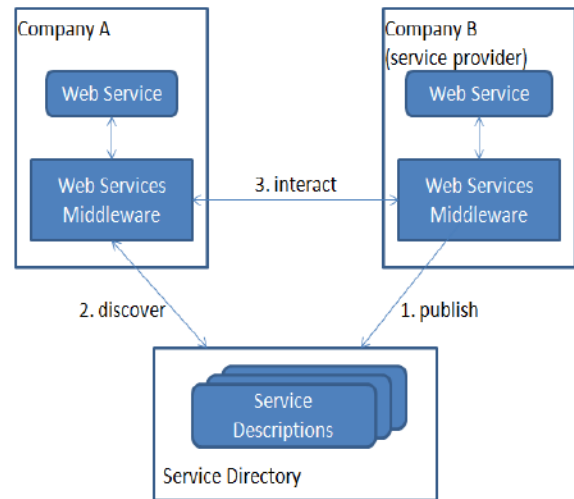 Company A
Web Service
Web Services
Middleware
Company B
(service provider)
Web Service
Web Services
Middleware
3. interact
2. discover
1. publish
Service
Descriptions
Service Directory